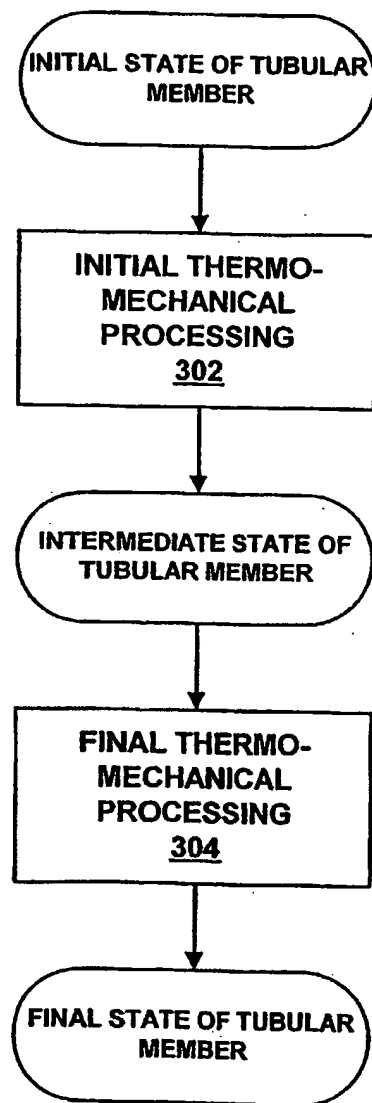 INITIAL STATE OF TUBULAR
MEMBER
INITIAL THERMO-
MECHANICAL
PROCESSING
302
INTERMEDIATE STATE OF
TUBULAR MEMBER
FINAL THERMO-
MECHANICAL
PROCESSING
304
FINAL STATE OF TUBULAR
MEMBER